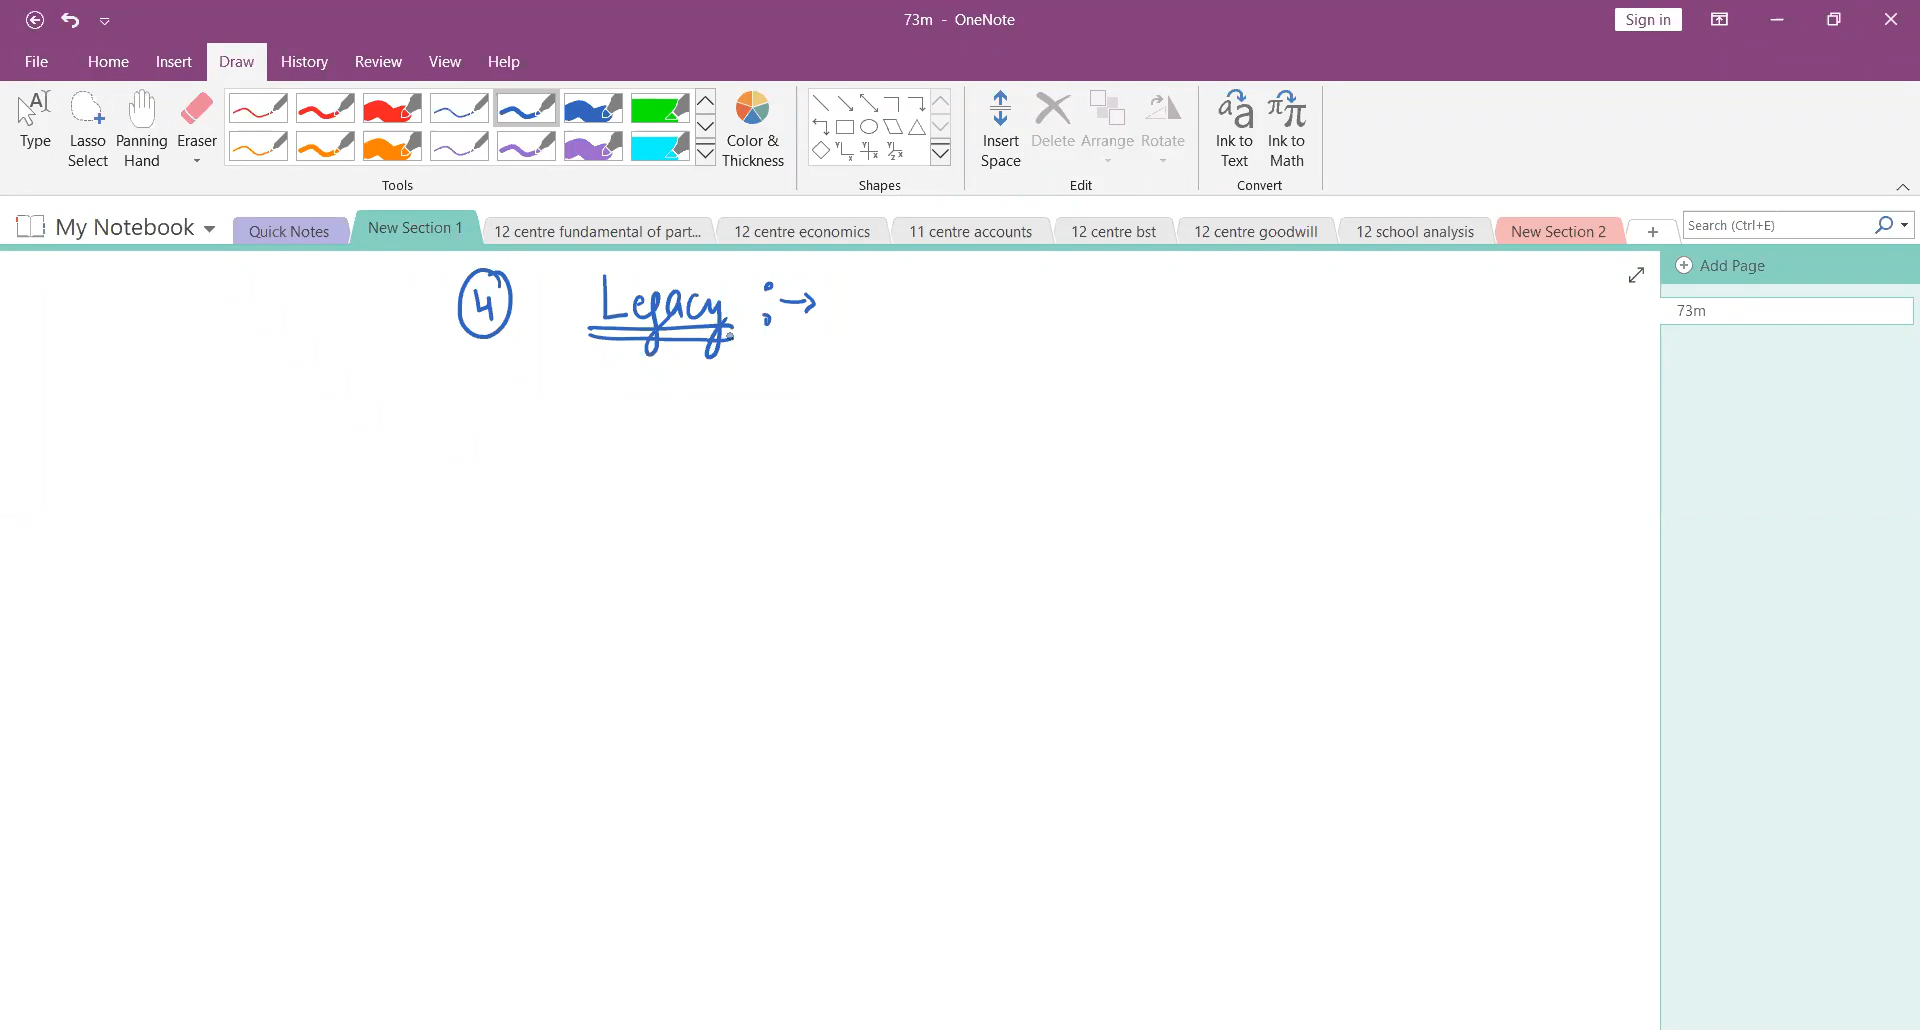 73m - OneNote
Sign in
File Home Insert Draw History Review View Help
Type Lasso Select Panning Hand Eraser Color & Thickness Insert Space Delete Arrange Rotate Ink to Text Ink to Math
Tools Shapes Edit Convert
My Notebook Quick Notes New Section 1 12 centre fundamental of part... 12 centre economics 11 centre accounts 12 centre bst 12 centre goodwill 12 school analysis New Section 2 + Search (Ctrl+E)
Add Page
73m
4 Legacy :→